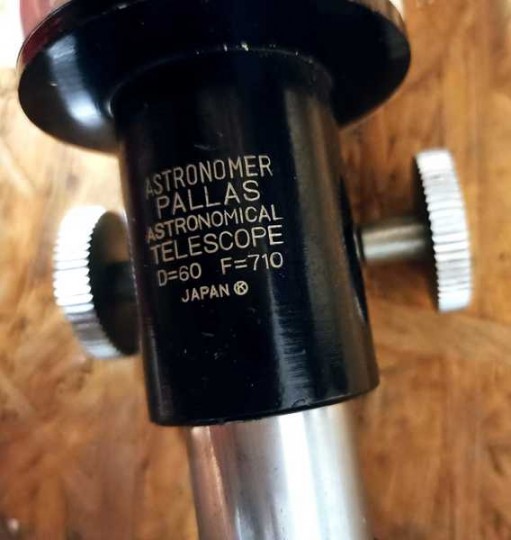 ASTRONOMER
PALLAS
ASTRONOMICAL
TELESCOPE
D=60 F=710
JAPAN Ⓚ